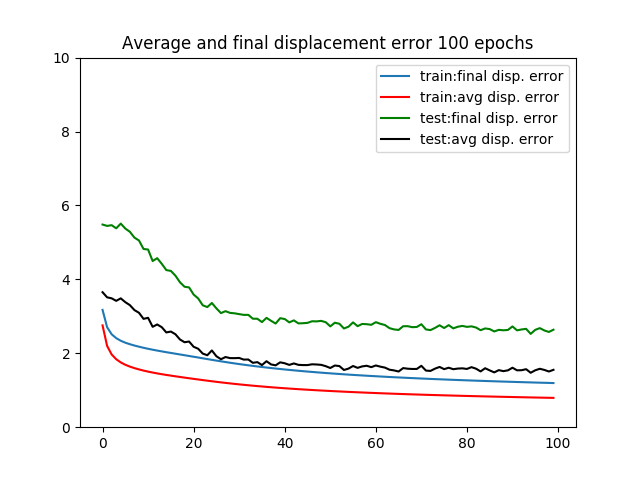 Average and final displacement error 100 epochs
10
8
6
4
2
0
train:final disp. error
train:avg disp. error
test:final disp. error
test:avg disp. error
0 20 40 60 80 100